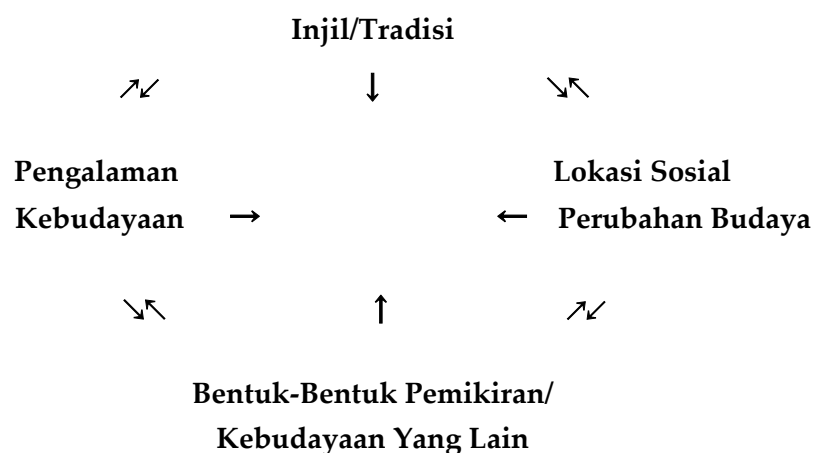 Injil/Tradisi
↗↙ ↓ ↘↖
Pengalaman Lokasi Sosial
Kebudayaan → ← Perubahan Budaya
↘↖ ↑ ↗↙
Bentuk-Bentuk Pemikiran/
Kebudayaan Yang Lain